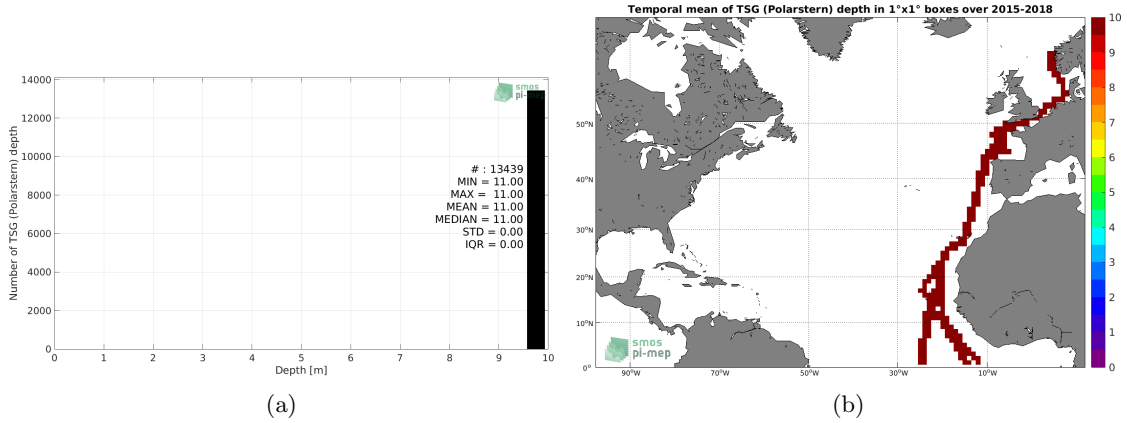 14000
12000
10000
8000
6000
4000
2000
0
Number of TSG (Polarstern) depth
smos
pi-mep
# : 13439
MIN = 11.00
MAX = 11.00
MEAN = 11.00
MEDIAN = 11.00
STD = 0.00
IQR = 0.00
0 1 2 3 4 5 6 7 8 9 10
Depth [m]
(a)
Temporal mean of TSG (Polarstern) depth in 1°x1° boxes over 2015-2018
50°N
40°N
30°N
20°N
10°N
0°
90°W 70°W 50°W 30°W 10°W
smos
pi-mep
10
9
8
7
6
5
4
3
2
1
0
(b)